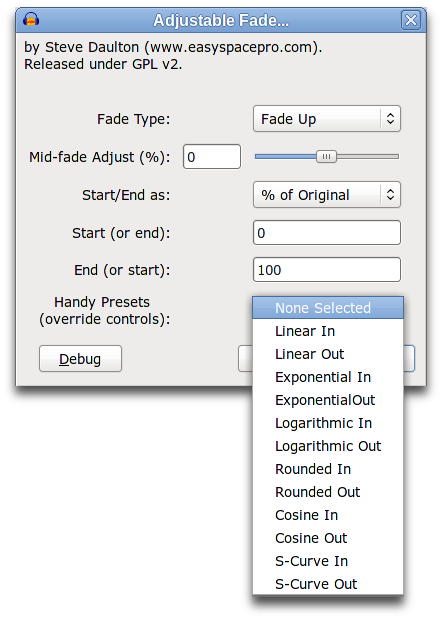 Adjustable Fade...
by Steve Daulton (www.easyspacepro.com).
Released under GPL v2.
Fade Type: Fade Up
Mid-fade Adjust (%): 0
Start/End as: % of Original
Start (or end): 0
End (or start): 100
Handy Presets
(override controls):
None Selected
Linear In
Linear Out
Exponential In
ExponentialOut
Logarithmic In
Logarithmic Out
Rounded In
Rounded Out
Cosine In
Cosine Out
S-Curve In
S-Curve Out
Debug